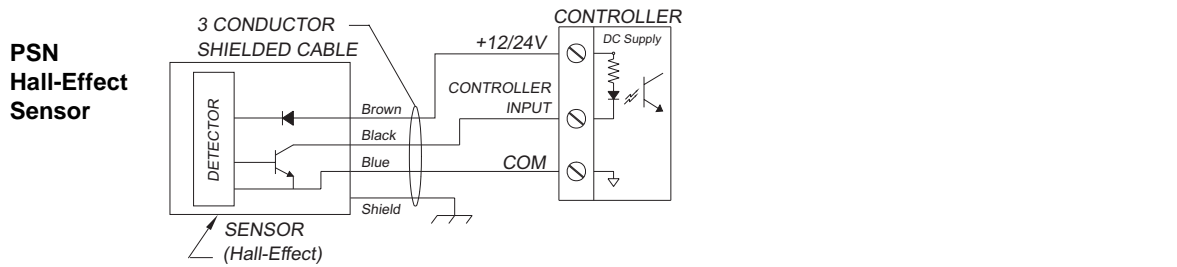 PSN
Hall-Effect
Sensor
3 CONDUCTOR
SHIELDED CABLE
DETECTOR
Brown
Black
Blue
Shield
SENSOR
(Hall-Effect)
CONTROLLER
+12/24V
DC Supply
CONTROLLER
INPUT
COM